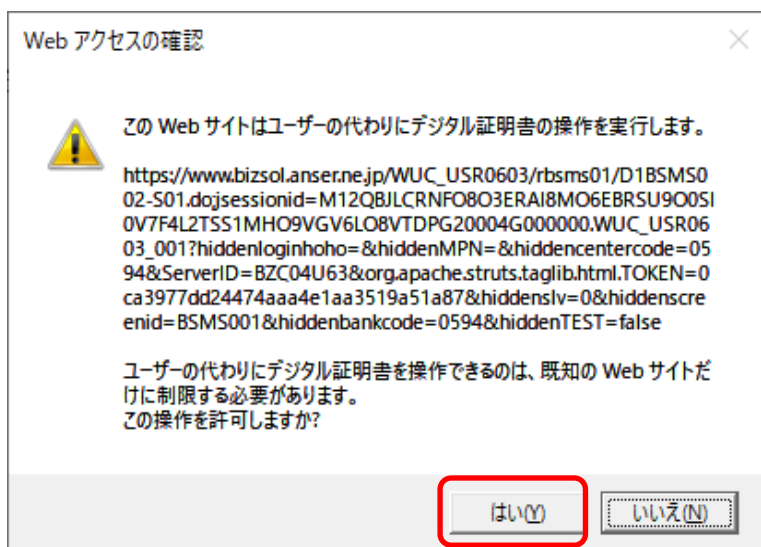 Web アクセスの確認
この Web サイトはユーザーの代わりにデジタル証明書の操作を実行します。
https://www.bizsol.anser.ne.jp/WUC_USR0603/rbsms01/D1BSMS0
02-S01.do;jsessionid=M12QBJLCRNFO8O3ERAI8MO6EBRSU9O0SI
0V7F4L2TSS1MHO9VGV6LO8VTDPG20004G000000.WUC_USR06
03_001?hiddenloginhoho=&hiddenMPN=&hiddencentercode=05
94&ServerID=BZC04U63&org.apache.struts.taglib.html.TOKEN=0
ca3977dd24474aaa4e1aa3519a51a87&hiddenslv=0&hiddenscre
enid=BSMS001&hiddenbankcode=0594&hiddenTEST=false
ユーザーの代わりにデジタル証明書を操作できるのは、既知の Web サイトだ
けに制限する必要があります。
この操作を許可しますか?
はい(Y) いいえ(N)